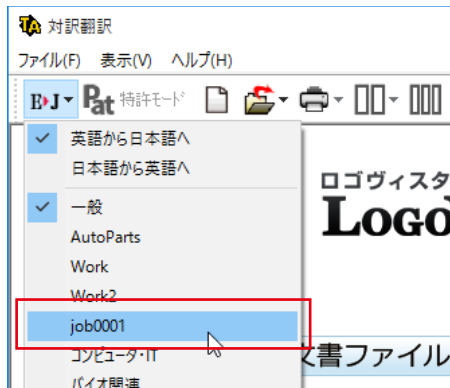 対訳翻訳
ファイル(F) 表示(V) ヘルプ(H)
E▸J Pat 特許モード
英語から日本語へ
日本語から英語へ
一般
AutoParts
Work
Work2
job0001
コンピュータ・IT
バイオ関連
ロゴヴィスタ
LOGO
文書ファイル